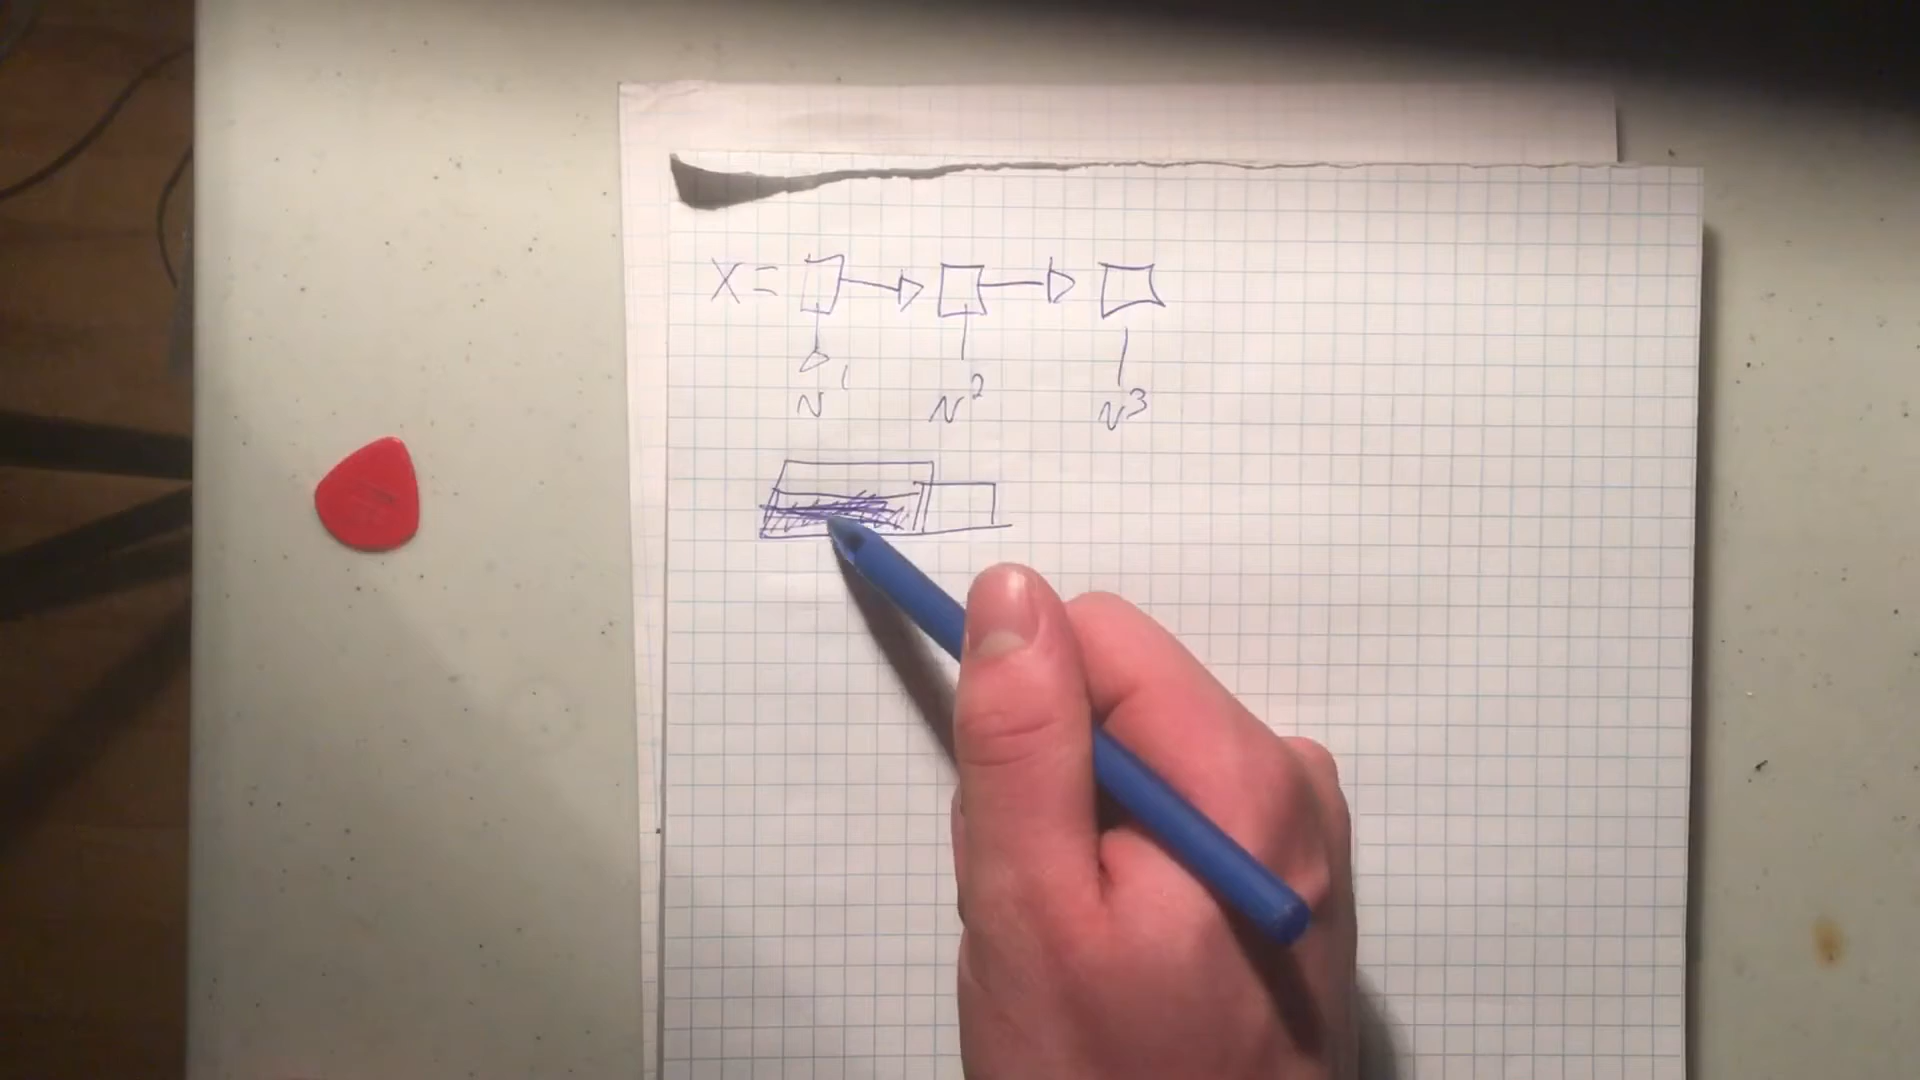 X =
N¹ N² N³